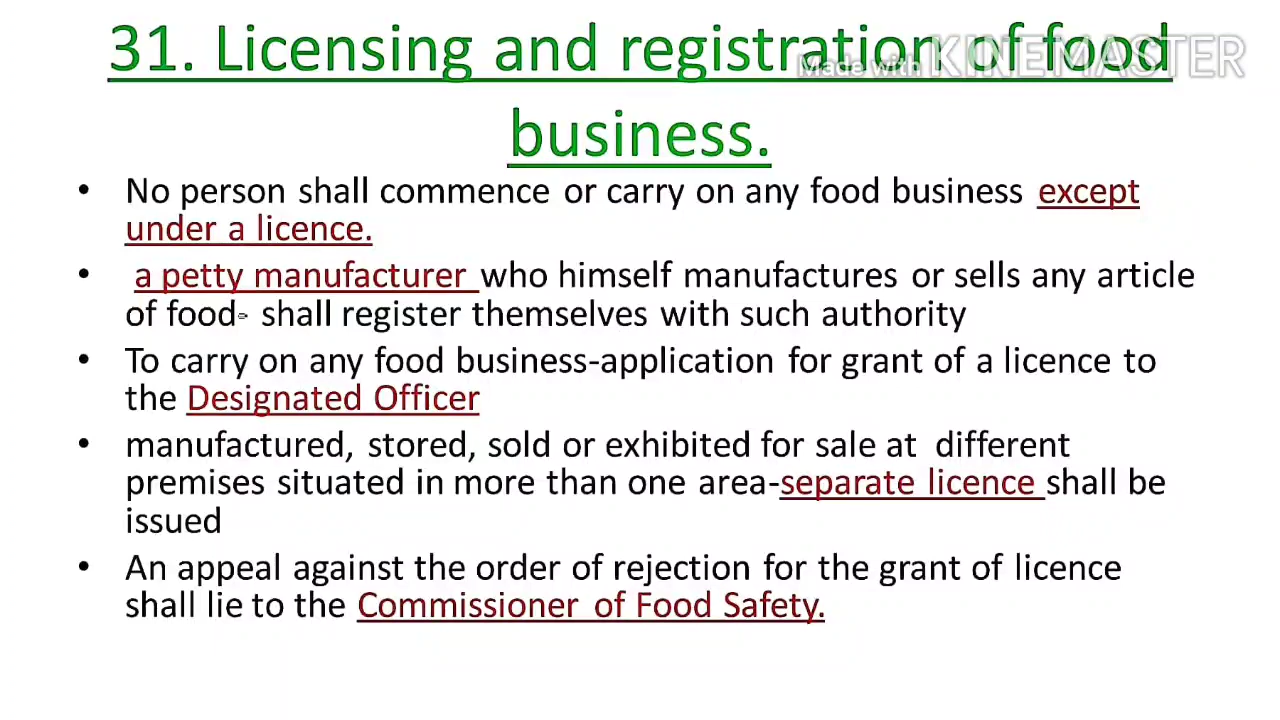 31. Licensing and registration of food
Made with KINEMASTER
business.
• No person shall commence or carry on any food business except
under a licence.
• a petty manufacturer who himself manufactures or sells any article
of food- shall register themselves with such authority
• To carry on any food business-application for grant of a licence to
the Designated Officer
• manufactured, stored, sold or exhibited for sale at different
premises situated in more than one area-separate licence shall be
issued
• An appeal against the order of rejection for the grant of licence
shall lie to the Commissioner of Food Safety.